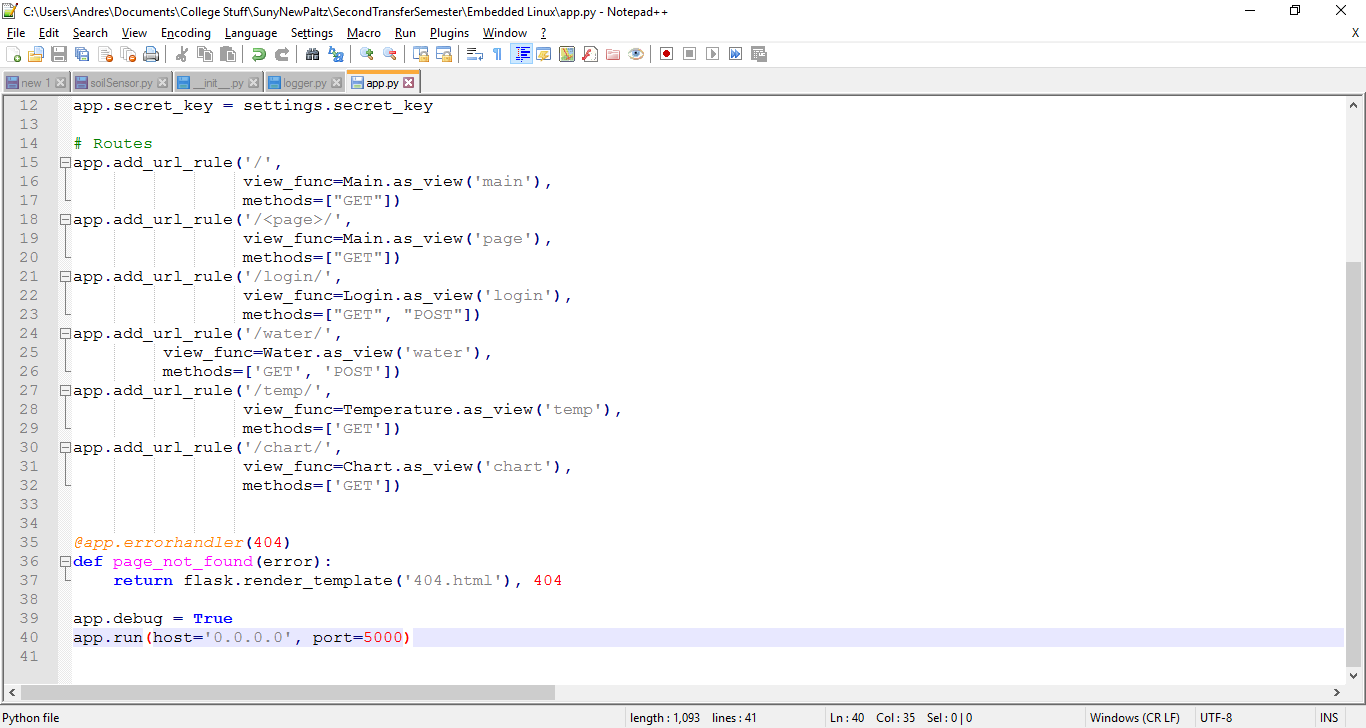 C:\Users\Andres\Documents\College Stuff\SunyNewPaltz\SecondTransferSemester\Embedded Linux\app.py - Notepad++
File Edit Search View Encoding Language Settings Macro Run Plugins Window ? X
new 1 soilSensor.py __init__.py logger.py app.py
12 app.secret_key = settings.secret_key
13
14 # Routes
15 app.add_url_rule('/',
16 view_func=Main.as_view('main'),
17 methods=["GET"])
18 app.add_url_rule('/<page>/',
19 view_func=Main.as_view('page'),
20 methods=["GET"])
21 app.add_url_rule('/login/',
22 view_func=Login.as_view('login'),
23 methods=["GET", "POST"])
24 app.add_url_rule('/water/',
25 view_func=Water.as_view('water'),
26 methods=['GET', 'POST'])
27 app.add_url_rule('/temp/',
28 view_func=Temperature.as_view('temp'),
29 methods=['GET'])
30 app.add_url_rule('/chart/',
31 view_func=Chart.as_view('chart'),
32 methods=['GET'])
33
34
35 @app.errorhandler(404)
36 def page_not_found(error):
37 return flask.render_template('404.html'), 404
38
39 app.debug = True
40 app.run(host='0.0.0.0', port=5000)
41
Python file length : 1,093 lines : 41 Ln : 40 Col : 35 Sel : 0 | 0 Windows (CR LF) UTF-8 INS